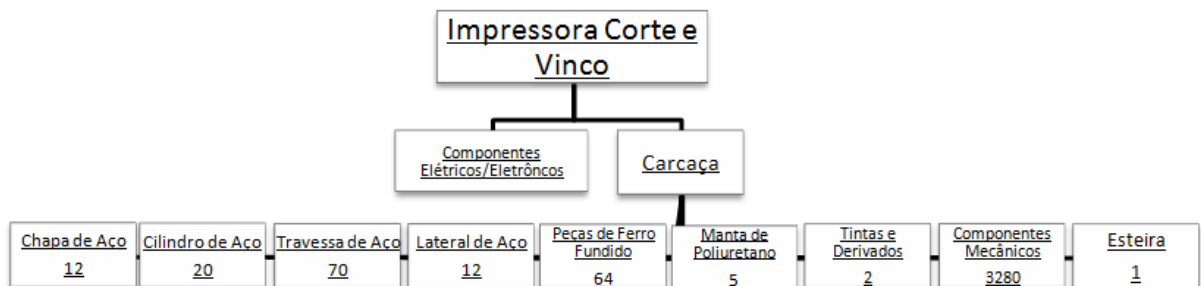 Impressora Corte e
Vinco
Componentes
Elétricos/Eletrôncos
Carcaça
Chapa de Aço
12
Cilindro de Aço
20
Travessa de Aço
70
Lateral de Aço
12
Peças de Ferro
Fundido
64
Manta de
Poliuretano
5
Tintas e
Derivados
2
Componentes
Mecânicos
3280
Esteira
1